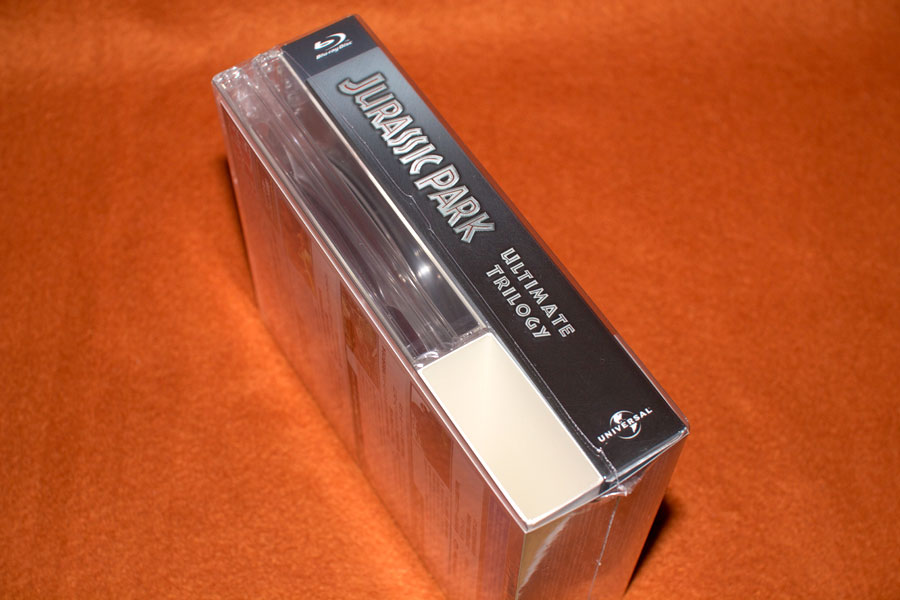 Blu-ray Disc
JURASSIC PARK
ULTIMATE
TRILOGY
UNIVERSAL